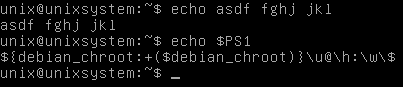 unix@unixsystem:~$ echo asdf fghj jkl
asdf fghj jkl
unix@unixsystem:~$ echo $PS1
${debian_chroot:+($debian_chroot)}\u@\h:\w\$
unix@unixsystem:~$ _